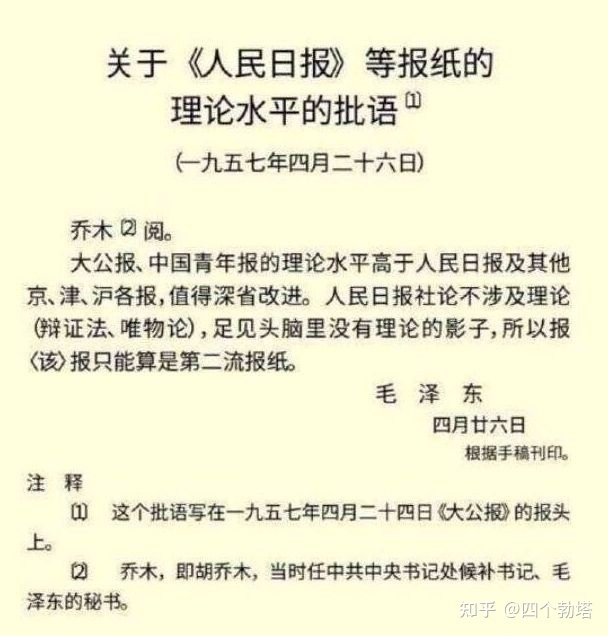 关于《人民日报》等报纸的
理论水平的批语〔1〕
(一九五七年四月二十六日)
乔木〔2〕阅。
大公报、中国青年报的理论水平高于人民日报及其他
京、津、沪各报,值得深省改进。人民日报社论不涉及理论
(辩证法、唯物论),足见头脑里没有理论的影子,所以报
〈该〉报只能算是第二流报纸。
毛 泽 东
四月廿六日
根据手稿刊印。
注 释
〔1〕 这个批语写在一九五七年四月二十四日《大公报》的报头
上。
〔2〕 乔木,即胡乔木,当时任中共中央书记处候补书记、毛
泽东的秘书。
知乎 @四个勃塔